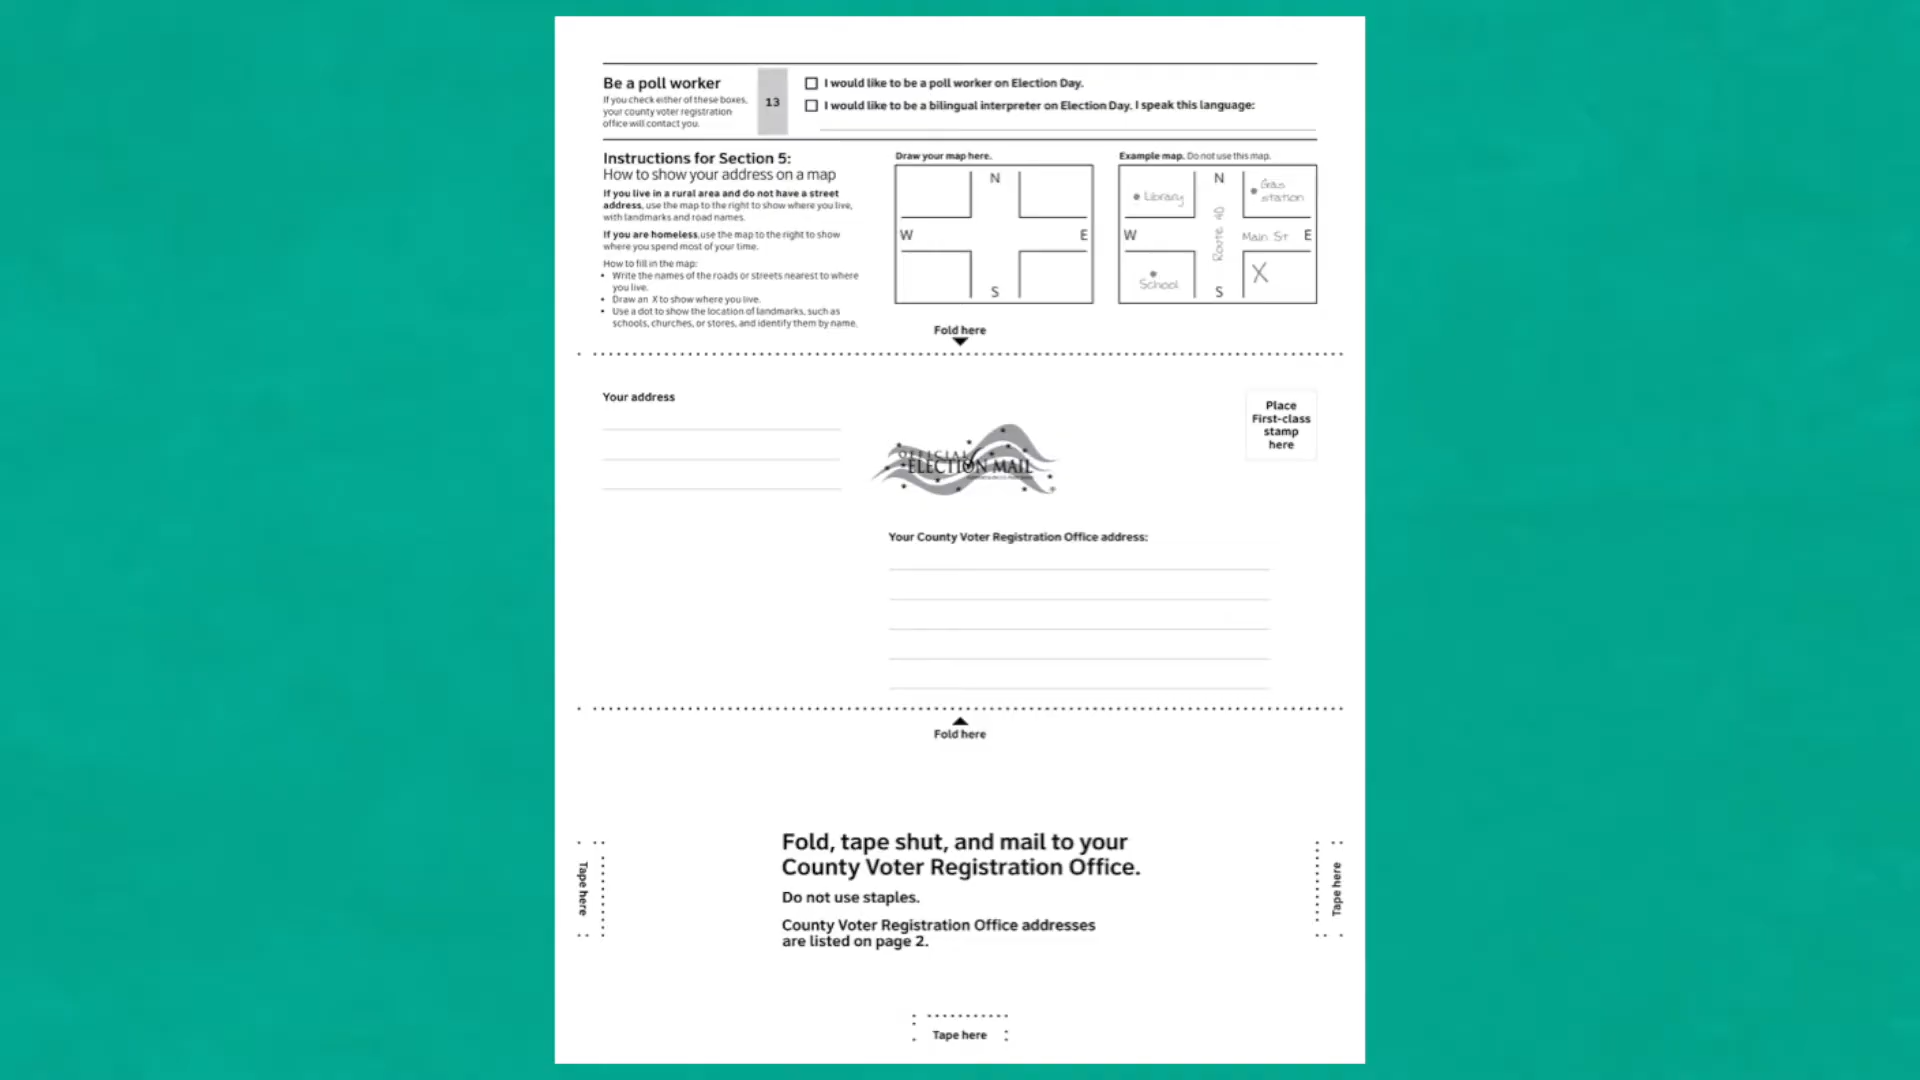 Be a poll worker
If you check either of these boxes,
your county voter registration
office will contact you.
13
I would like to be a poll worker on Election Day.
I would like to be a bilingual interpreter on Election Day. I speak this language:
Instructions for Section 5:
How to show your address on a map
If you live in a rural area and do not have a street
address, use the map to the right to show where you live,
with landmarks and road names.
If you are homeless, use the map to the right to show
where you spend most of your time.
How to fill in the map:
• Write the names of the roads or streets nearest to where
you live.
• Draw an X to show where you live.
• Use a dot to show the location of landmarks, such as
schools, churches, or stores, and identify them by name.
Draw your map here.
N
W
E
S
Example map. Do not use this map.
N
Library
Gas
station
Route 40
W
Main St
E
School
X
S
Fold here
Your address
OFFICIAL
ELECTION MAIL
Place
First-class
stamp
here
Your County Voter Registration Office address:
Fold here
Fold, tape shut, and mail to your
County Voter Registration Office.
Do not use staples.
County Voter Registration Office addresses
are listed on page 2.
Tape here
Tape here
Tape here